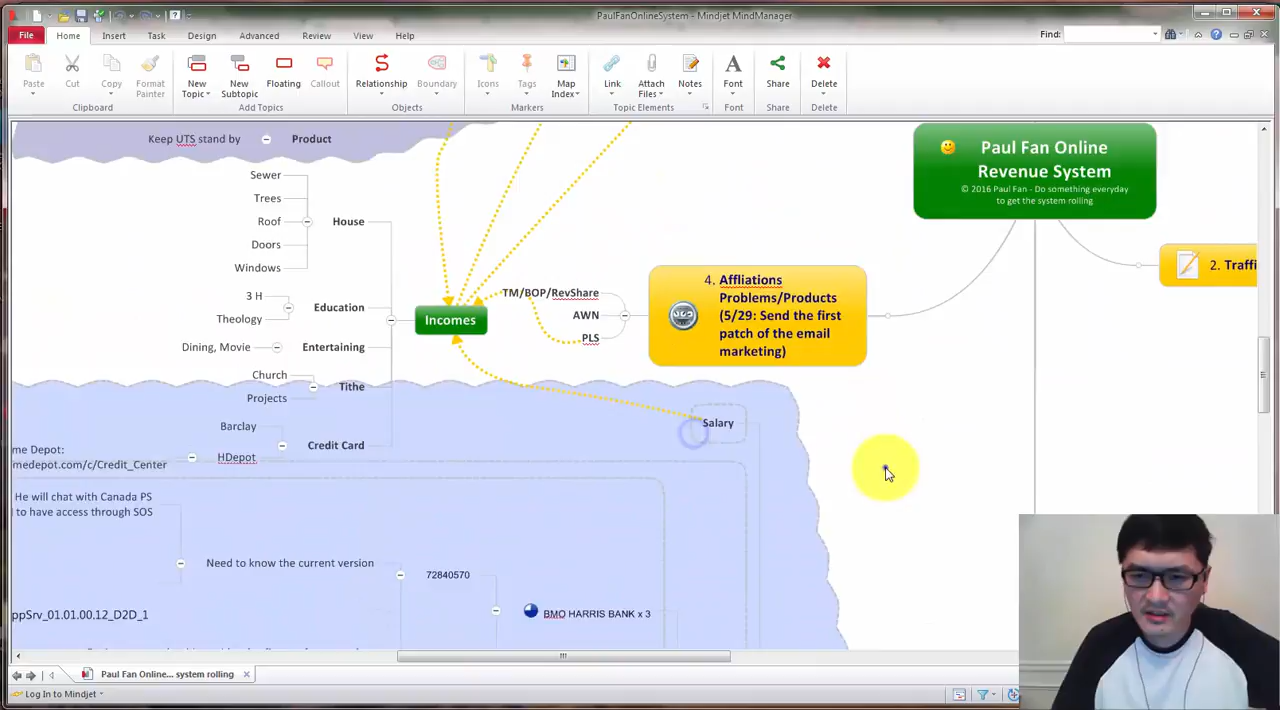 PaulFanOnlineSystem - Mindjet MindManager
File Home Insert Task Design Advanced Review View Help Find:
Paste Cut Copy Format Painter
Clipboard
New Topic New Subtopic Floating Callout
Add Topics
Relationship Boundary
Objects
Icons Tags Map Index
Markers
Link Attach Files Notes
Topic Elements
Font
Font
Share
Share
Delete
Delete
Keep UTS stand by Product
Sewer
Trees
Roof
Doors
Windows
House
3 H
Theology
Education
Dining, Movie Entertaining
Church
Projects
Tithe
Barclay
HDepot
Credit Card
me Depot:
medepot.com/c/Credit_Center
Incomes
TM/BOP/RevShare
AWN
PLS
4. Affliations
Problems/Products
(5/29: Send the first
patch of the email
marketing)
Paul Fan Online
Revenue System
© 2016 Paul Fan - Do something everyday
to get the system rolling
2. Traffi
Salary
He will chat with Canada PS
to have access through SOS
Need to know the current version
72840570
BMO HARRIS BANK x 3
ppSrv_01.01.00.12_D2D_1
Paul Fan Online... system rolling
Log In to Mindjet